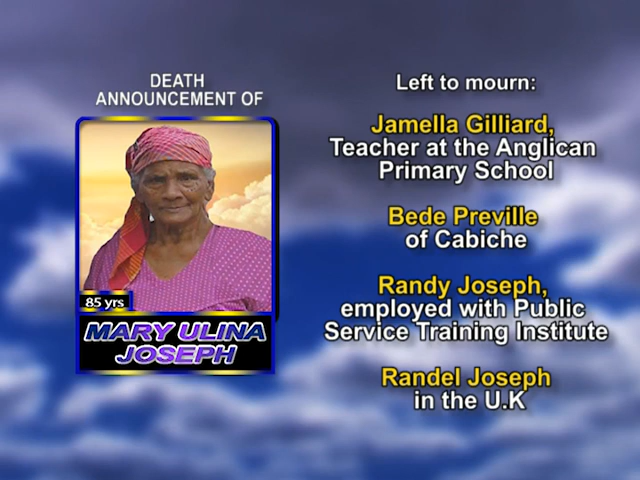 DEATH
ANNOUNCEMENT OF
85 yrs
MARY ULINA
JOSEPH
Left to mourn:
Jamella Gilliard,
Teacher at the Anglican
Primary School
Bede Preville
of Cabiche
Randy Joseph,
employed with Public
Service Training Institute
Randel Joseph
in the U.K